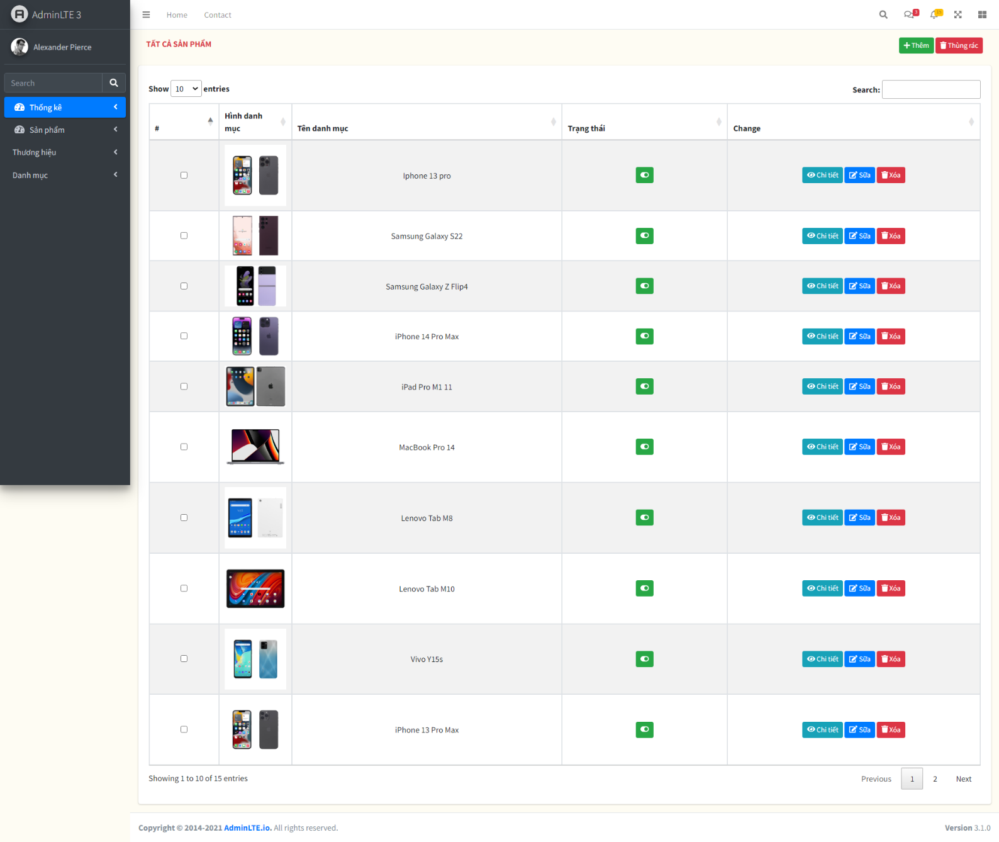 AdminLTE 3
Home
Contact
3
15
Alexander Pierce
Search
Thống kê
Sản phẩm
Thương hiệu
Danh mục
TẤT CẢ SẢN PHẨM
Thêm
Thùng rác
Show 10 entries
Search:
#
Hình danh
mục
Tên danh mục
Trạng thái
Change
Iphone 13 pro
Chi tiết
Sửa
Xóa
Samsung Galaxy S22
Chi tiết
Sửa
Xóa
Samsung Galaxy Z Flip4
Chi tiết
Sửa
Xóa
iPhone 14 Pro Max
Chi tiết
Sửa
Xóa
iPad Pro M1 11
Chi tiết
Sửa
Xóa
MacBook Pro 14
Chi tiết
Sửa
Xóa
Lenovo Tab M8
Chi tiết
Sửa
Xóa
Lenovo Tab M10
Chi tiết
Sửa
Xóa
Vivo Y15s
Chi tiết
Sửa
Xóa
iPhone 13 Pro Max
Chi tiết
Sửa
Xóa
Showing 1 to 10 of 15 entries
Previous
1
2
Next
Copyright © 2014-2021 AdminLTE.io. All rights reserved.
Version 3.1.0